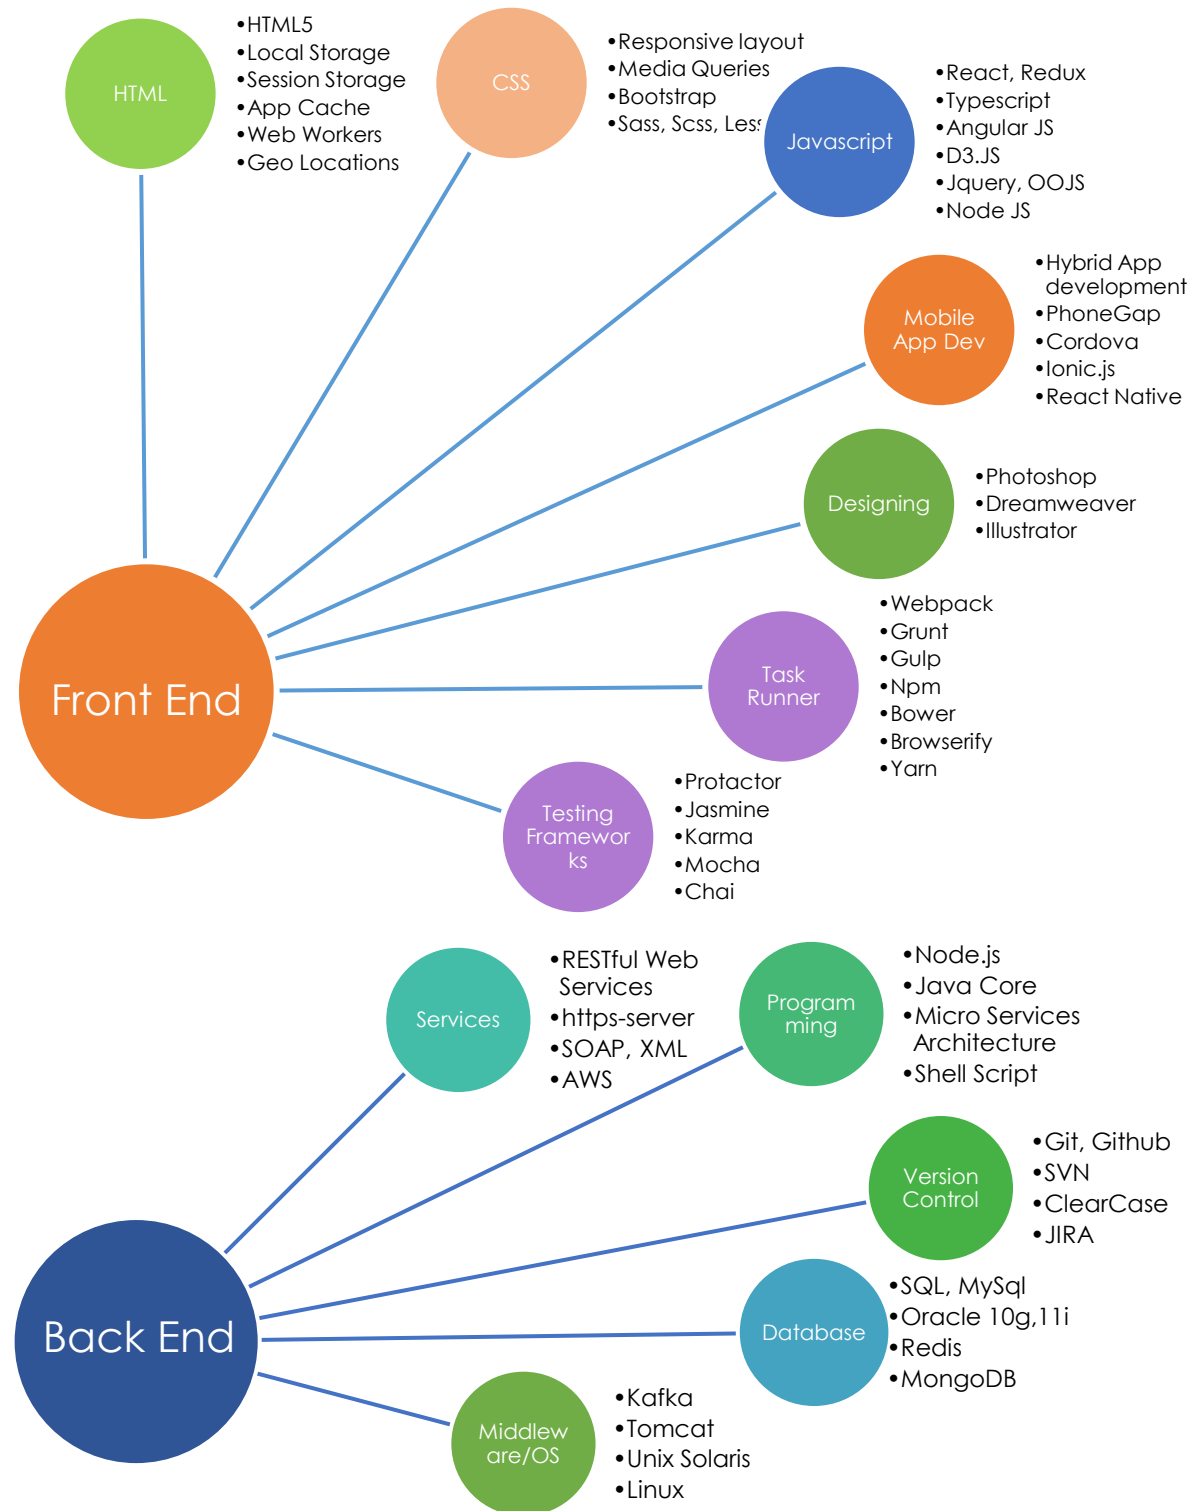 HTML
•HTML5
•Local Storage
•Session Storage
•App Cache
•Web Workers
•Geo Locations
CSS
•Responsive layout
•Media Queries
•Bootstrap
•Sass, Scss, Less
Javascript
•React, Redux
•Typescript
•Angular JS
•D3.JS
•Jquery, OOJS
•Node JS
Mobile
App Dev
•Hybrid App
development
•PhoneGap
•Cordova
•Ionic.js
•React Native
Designing
•Photoshop
•Dreamweaver
•Illustrator
Front End
Task
Runner
•Webpack
•Grunt
•Gulp
•Npm
•Bower
•Browserify
•Yarn
Testing
Framewor
ks
•Protactor
•Jasmine
•Karma
•Mocha
•Chai
Services
•RESTful Web
Services
•https-server
•SOAP, XML
•AWS
Program
ming
•Node.js
•Java Core
•Micro Services
Architecture
•Shell Script
Version
Control
•Git, Github
•SVN
•ClearCase
•JIRA
Back End
Database
•SQL, MySql
•Oracle 10g,11i
•Redis
•MongoDB
Middlew
are/OS
•Kafka
•Tomcat
•Unix Solaris
•Linux